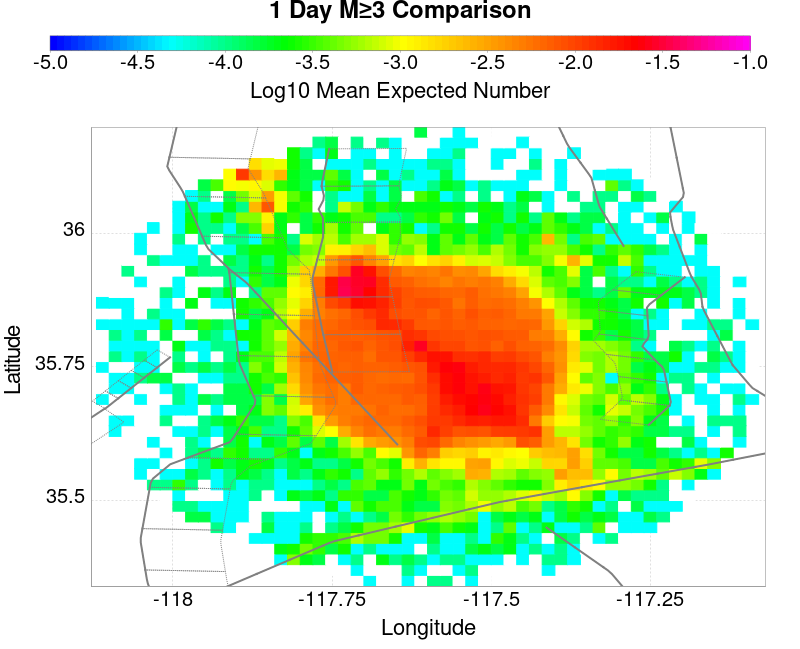 1 Day M≥3 Comparison
-5.0 -4.5 -4.0 -3.5 -3.0 -2.5 -2.0 -1.5 -1.0
Log10 Mean Expected Number
36
35.75
35.5
Latitude
-118 -117.75 -117.5 -117.25
Longitude